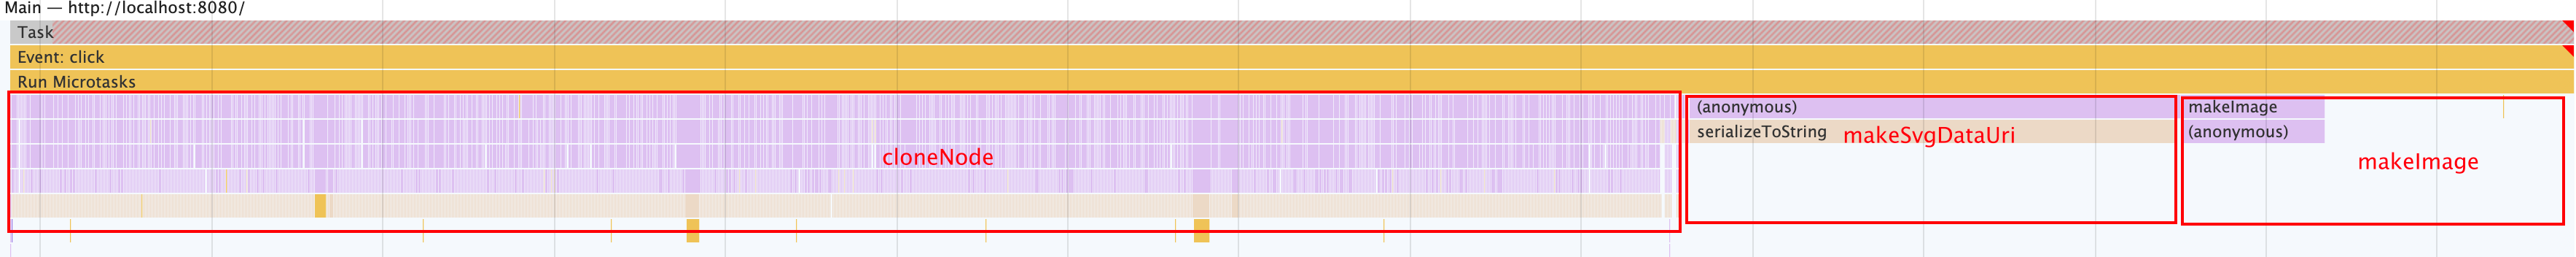 Main — http://localhost:8080/
Task
Event: click
Run Microtasks
(anonymous)
makeImage
serializeToString
makeSvgDataUri
(anonymous)
cloneNode
makeImage